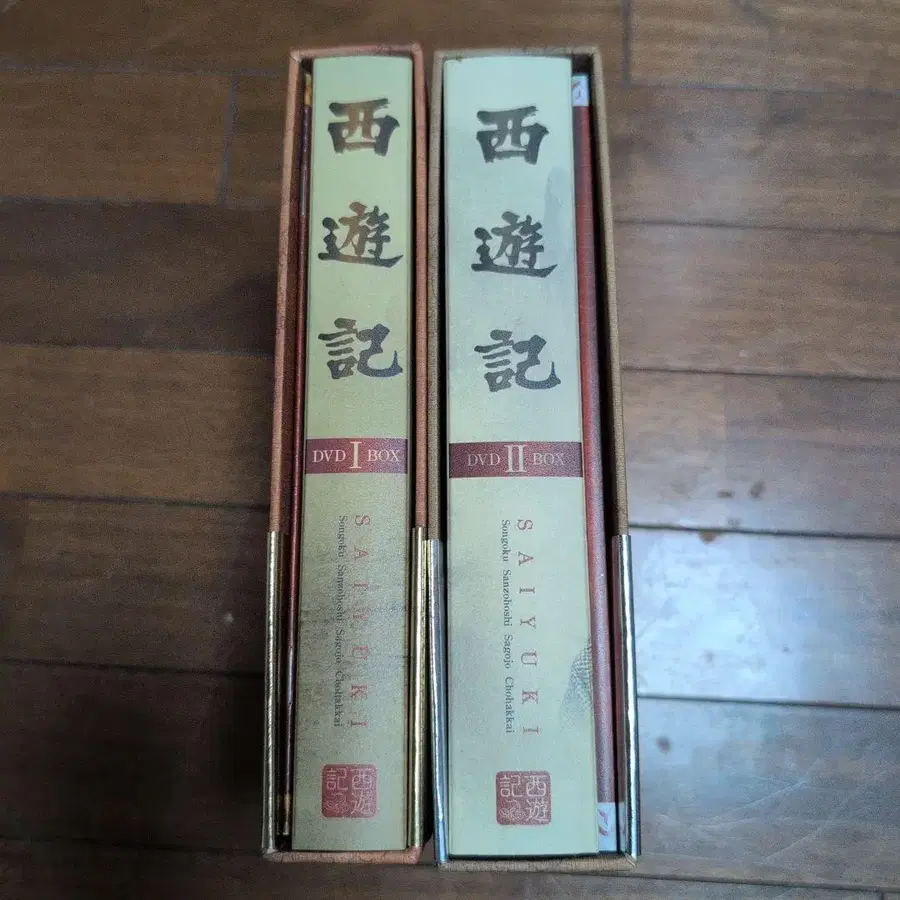 西遊記
DVD I BOX
SAIYUKI
Songoku Sanzohoshi Sagojo Chohakkai
西遊記
西遊記
DVD II BOX
SAIYUKI
Songoku Sanzohoshi Sagojo Chohakkai
西遊記